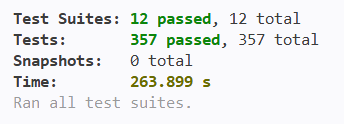 Test Suites: 12 passed, 12 total
Tests: 357 passed, 357 total
Snapshots: 0 total
Time: 263.899 s
Ran all test suites.